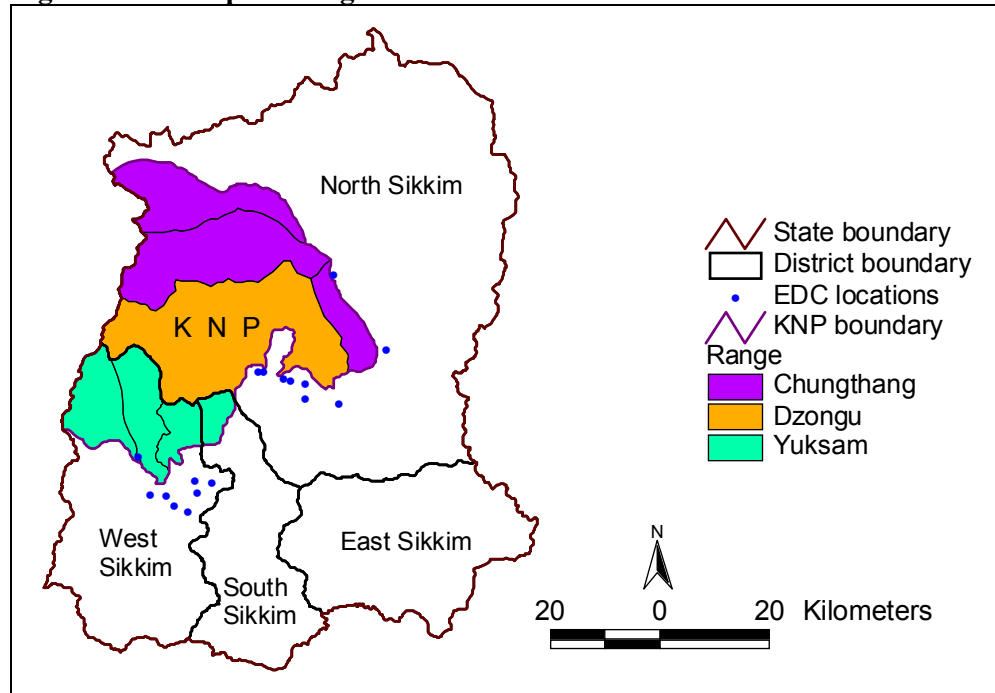 North Sikkim
K N P
West
Sikkim
South
Sikkim
East Sikkim
State boundary
District boundary
EDC locations
KNP boundary
Range
Chungthang
Dzongu
Yuksam
N
20 0 20 Kilometers